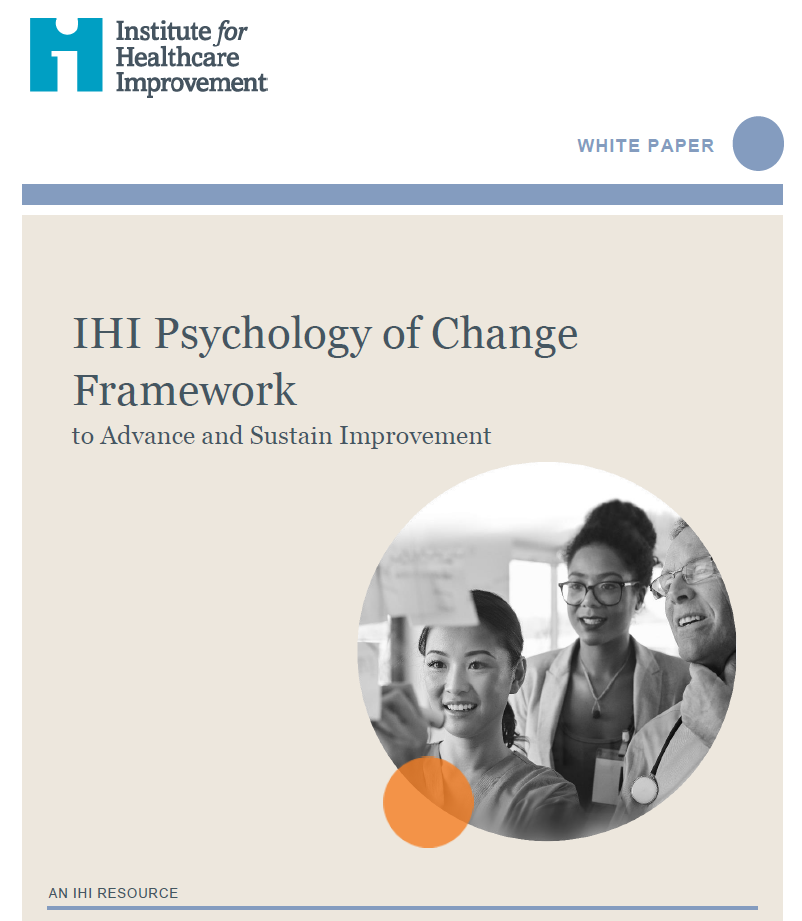 Institute for
Healthcare
Improvement
WHITE PAPER
IHI Psychology of Change
Framework
to Advance and Sustain Improvement
AN IHI RESOURCE